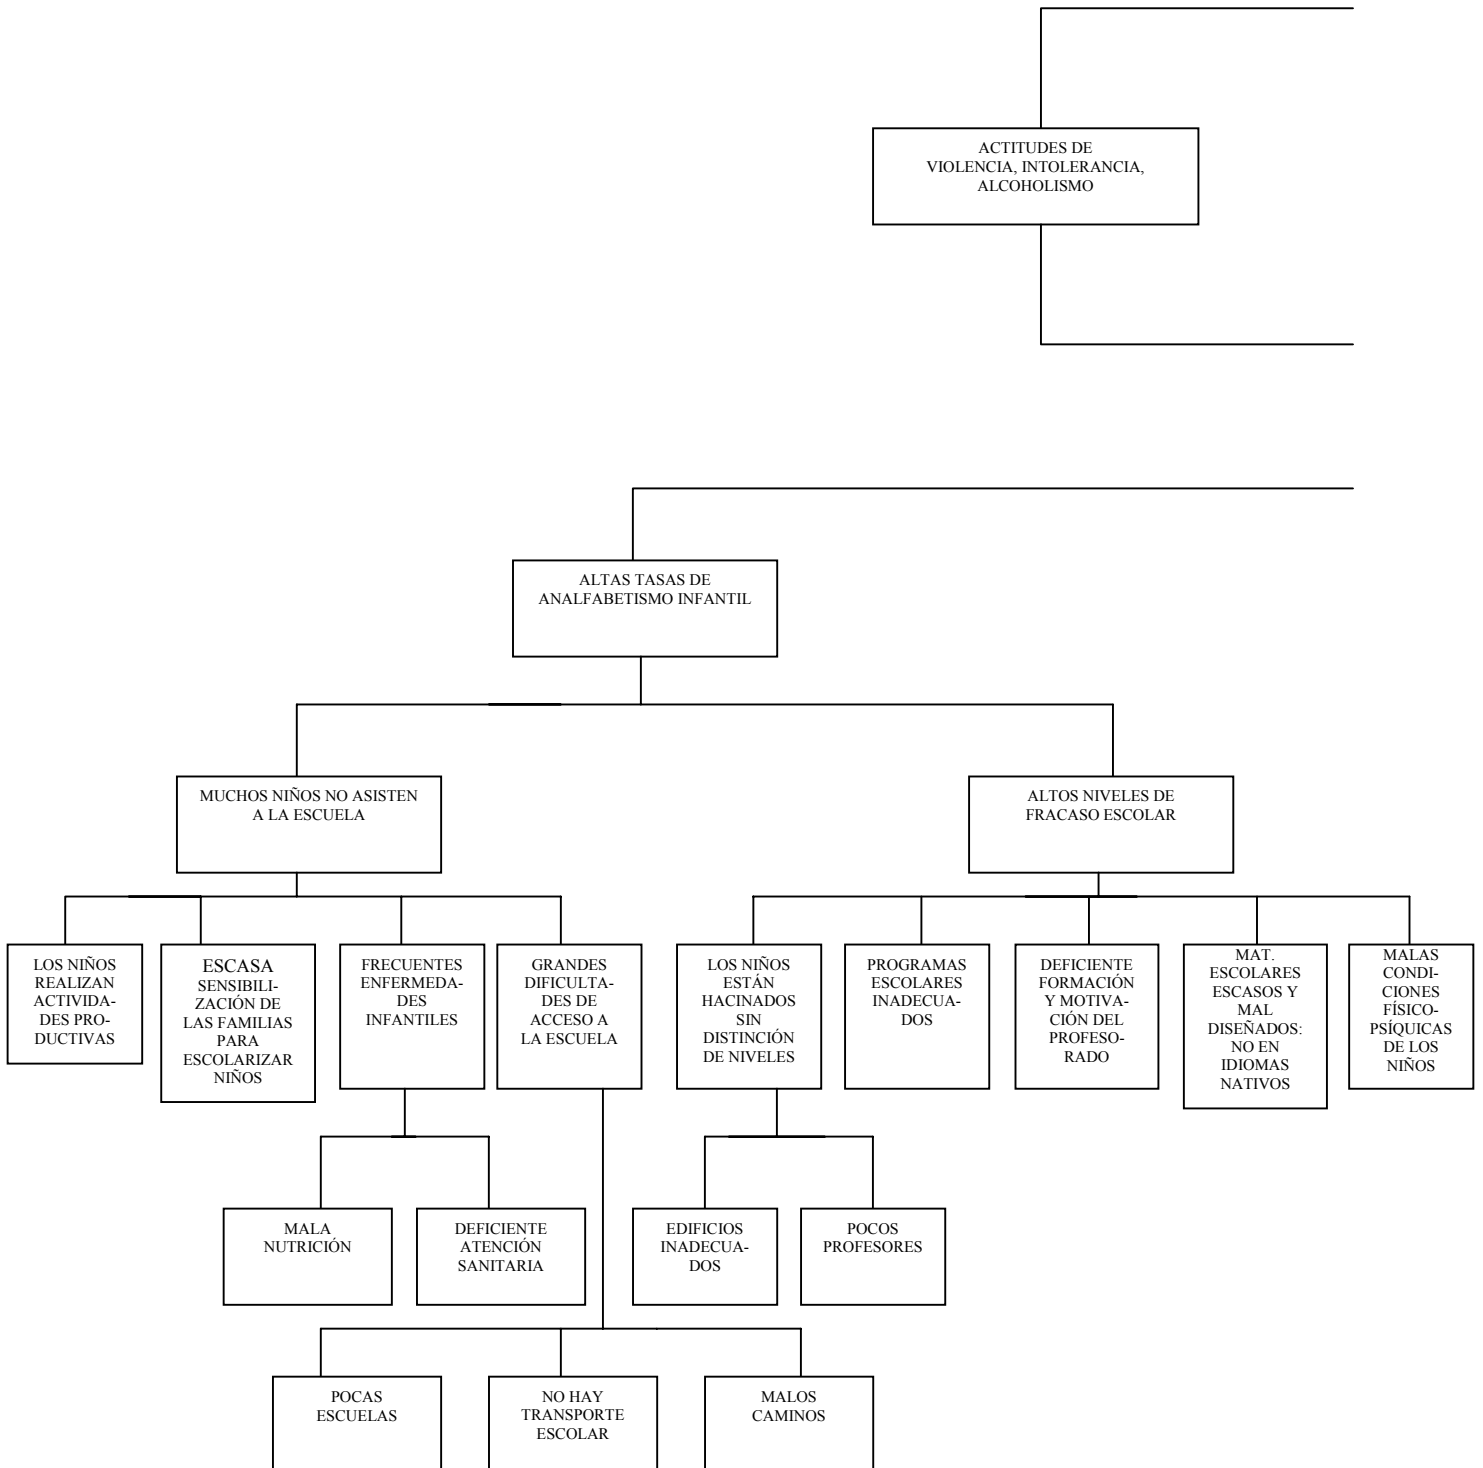 ACTITUDES DE
VIOLENCIA, INTOLERANCIA,
ALCOHOLISMO
ALTAS TASAS DE
ANALFABETISMO INFANTIL
MUCHOS NIÑOS NO ASISTEN
A LA ESCUELA
ALTOS NIVELES DE
FRACASO ESCOLAR
LOS NIÑOS
REALIZAN
ACTIVIDA-
DES PRO-
DUCTIVAS
ESCASA
SENSIBILI-
ZACIÓN DE
LAS FAMILIAS
PARA
ESCOLARIZAR
NIÑOS
FRECUENTES
ENFERMEDA-
DES
INFANTILES
GRANDES
DIFICULTA-
DES DE
ACCESO A
LA ESCUELA
LOS NIÑOS
ESTÁN
HACINADOS
SIN
DISTINCIÓN
DE NIVELES
PROGRAMAS
ESCOLARES
INADECUA-
DOS
DEFICIENTE
FORMACIÓN
Y MOTIVA-
CIÓN DEL
PROFESO-
RADO
MAT.
ESCOLARES
ESCASOS Y
MAL
DISEÑADOS:
NO EN
IDIOMAS
NATIVOS
MALAS
CONDI-
CIONES
FÍSICO-
PSÍQUICAS
DE LOS
NIÑOS
MALA
NUTRICIÓN
DEFICIENTE
ATENCIÓN
SANITARIA
EDIFICIOS
INADECUA-
DOS
POCOS
PROFESORES
POCAS
ESCUELAS
NO HAY
TRANSPORTE
ESCOLAR
MALOS
CAMINOS